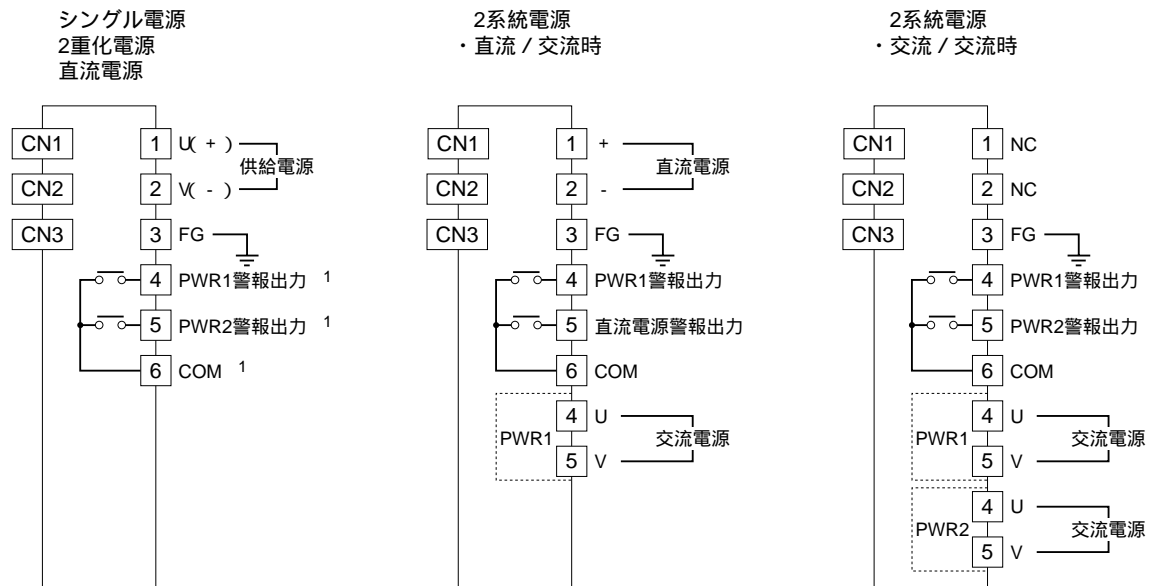 シングル電源
2重化電源
直流電源
CN1
CN2
CN3
1 U( + )
供給電源
2 V( - )
3 FG
4 PWR1警報出力 1
5 PWR2警報出力 1
6 COM 1
2系統電源
・直流 / 交流時
CN1
CN2
CN3
1 +
直流電源
2 -
3 FG
4 PWR1警報出力
5 直流電源警報出力
6 COM
PWR1
4 U
交流電源
5 V
2系統電源
・交流 / 交流時
CN1
CN2
CN3
1 NC
2 NC
3 FG
4 PWR1警報出力
5 PWR2警報出力
6 COM
PWR1
4 U
交流電源
5 V
PWR2
4 U
交流電源
5 V